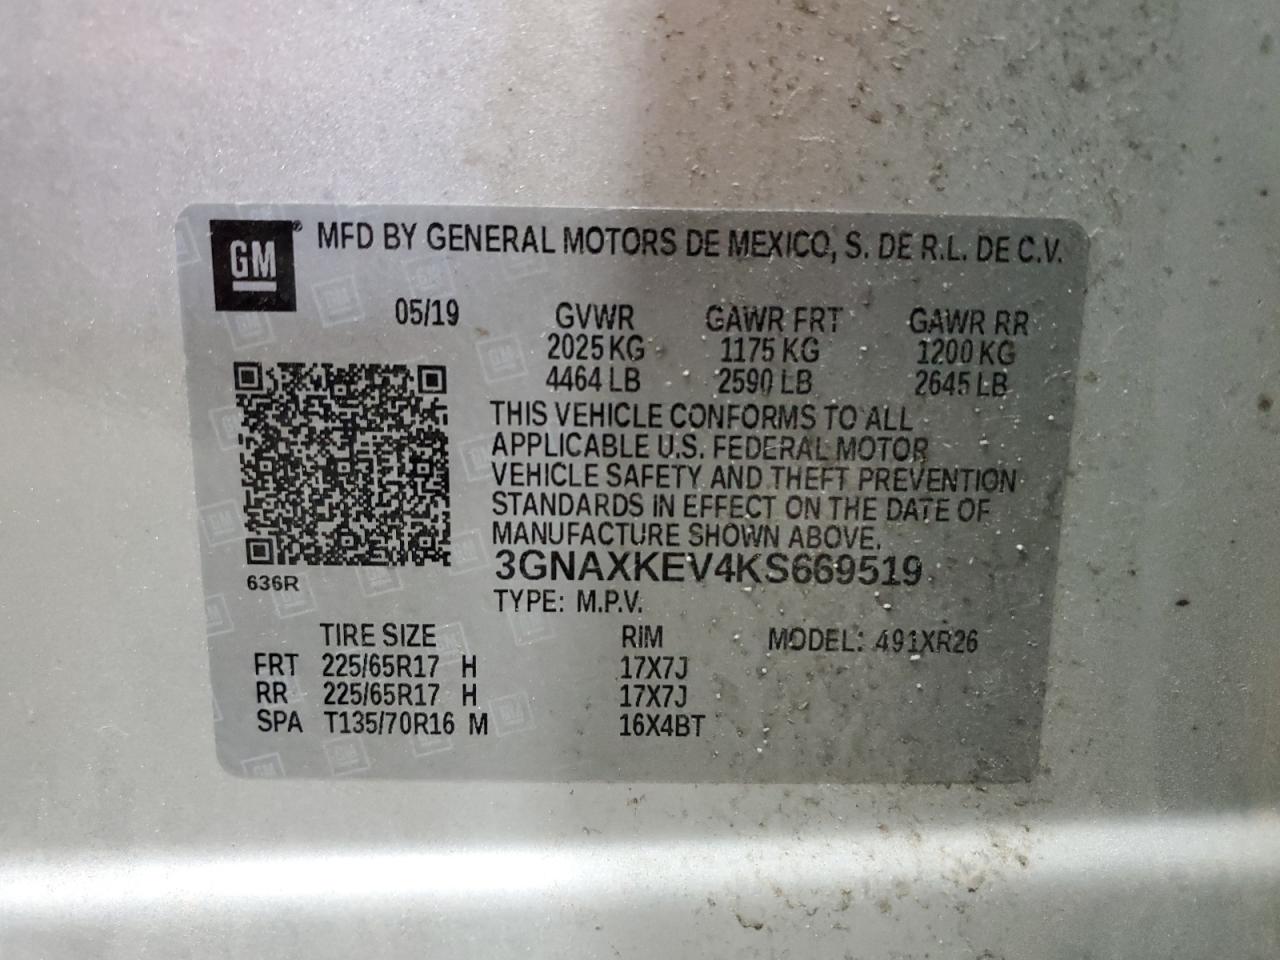 GM® MFD BY GENERAL MOTORS DE MEXICO, S. DE R.L. DE C.V.
05/19 GVWR GAWR FRT GAWR RR
2025 KG 1175 KG 1200 KG
4464 LB 2590 LB 2645 LB
THIS VEHICLE CONFORMS TO ALL
APPLICABLE U.S. FEDERAL MOTOR
VEHICLE SAFETY AND THEFT PREVENTION
STANDARDS IN EFFECT ON THE DATE OF
MANUFACTURE SHOWN ABOVE.
3GNAXKEV4KS669519
636R
TYPE: M.P.V.
TIRE SIZE RIM MODEL: 491XR26
FRT 225/65R17 H 17X7J
RR 225/65R17 H 17X7J
SPA T135/70R16 M 16X4BT